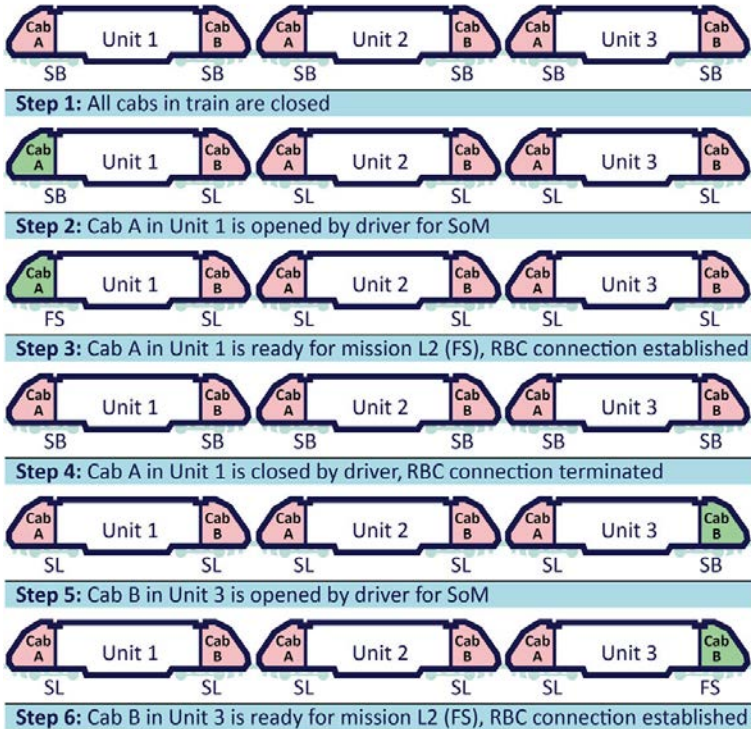 Cab A Unit 1 Cab B Cab A Unit 2 Cab B Cab A Unit 3 Cab B
SB SB SB SB SB SB
Step 1: All cabs in train are closed
Cab A Unit 1 Cab B Cab A Unit 2 Cab B Cab A Unit 3 Cab B
SB SL SL SL SL SL
Step 2: Cab A in Unit 1 is opened by driver for SoM
Cab A Unit 1 Cab B Cab A Unit 2 Cab B Cab A Unit 3 Cab B
FS SL SL SL SL SL
Step 3: Cab A in Unit 1 is ready for mission L2 (FS), RBC connection established
Cab A Unit 1 Cab B Cab A Unit 2 Cab B Cab A Unit 3 Cab B
SB SB SB SB SB SB
Step 4: Cab A in Unit 1 is closed by driver, RBC connection terminated
Cab A Unit 1 Cab B Cab A Unit 2 Cab B Cab A Unit 3 Cab B
SL SL SL SL SL SB
Step 5: Cab B in Unit 3 is opened by driver for SoM
Cab A Unit 1 Cab B Cab A Unit 2 Cab B Cab A Unit 3 Cab B
SL SL SL SL SL FS
Step 6: Cab B in Unit 3 is ready for mission L2 (FS), RBC connection established